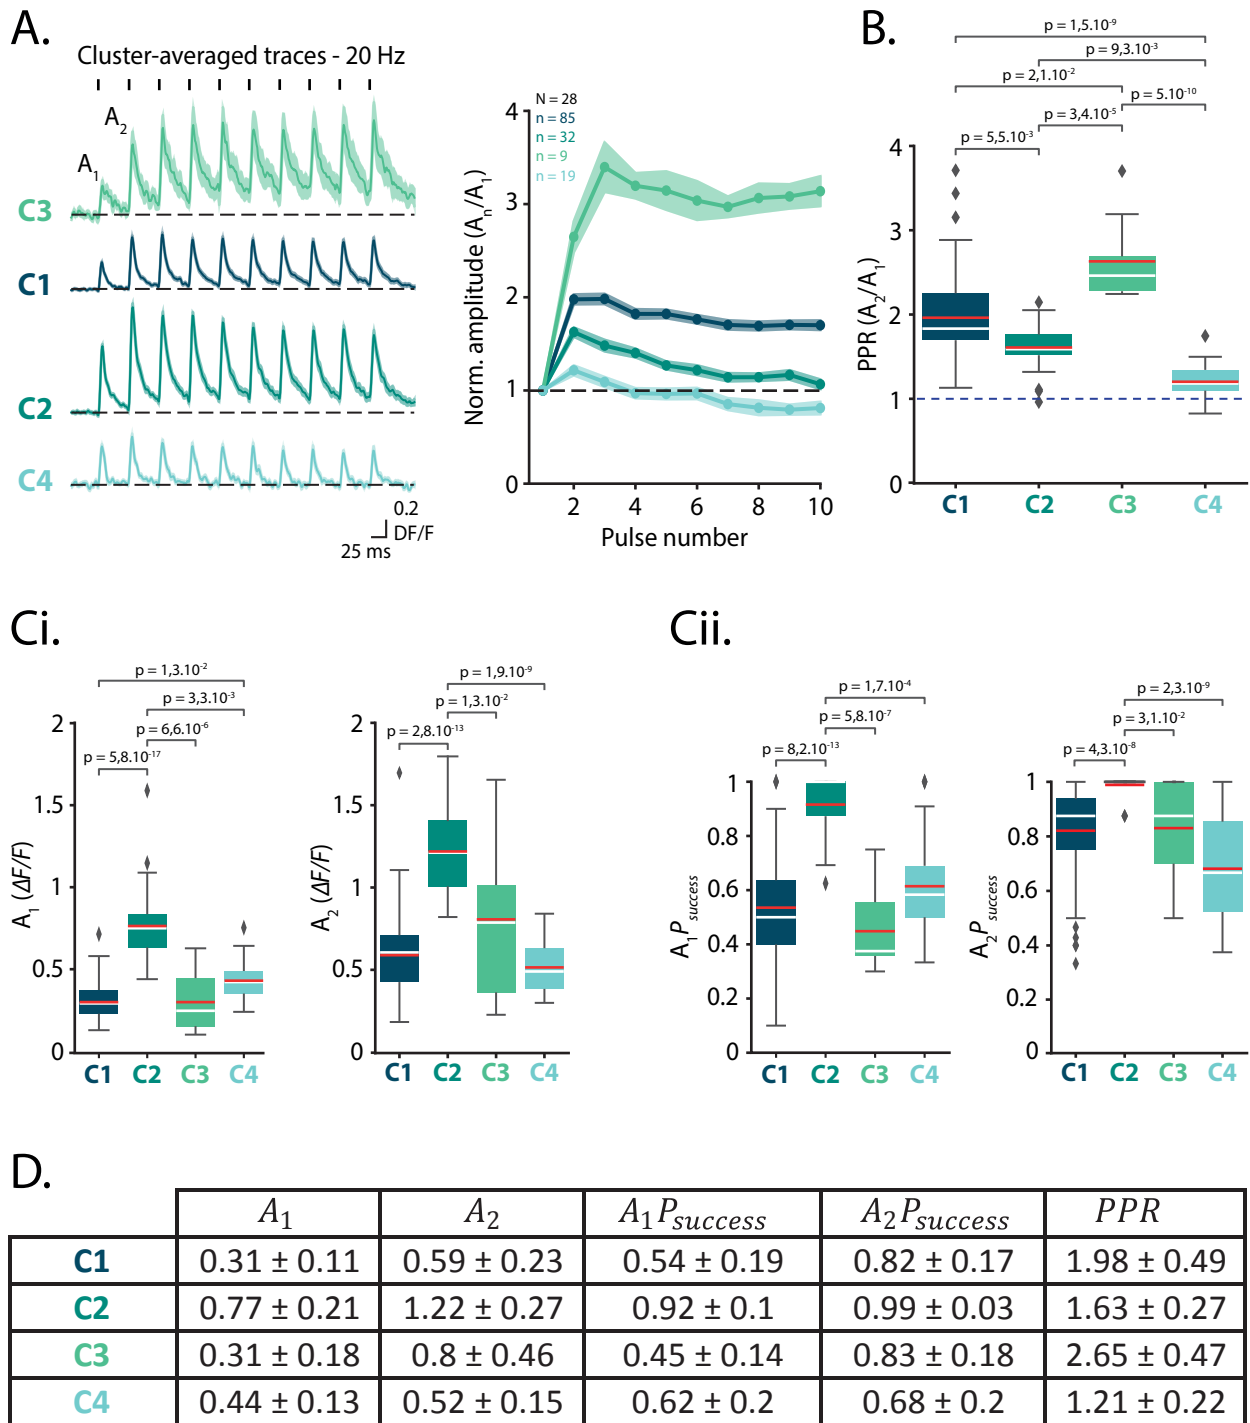 A.
Cluster-averaged traces - 20 Hz
A2
A1
C3
C1
C2
C4
0.2
DF/F
25 ms
N = 28
n = 85
n = 32
n = 9
n = 19
Norm. amplitude (An/A1)
4
3
2
1
0
2 4 6 8 10
Pulse number
B.
p = 1,5.10-9
p = 9,3.10-3
p = 2,1.10-2
p = 5.10-10
p = 3,4.10-5
p = 5,5.10-3
PPR (A2/A1)
4
3
2
1
0
C1 C2 C3 C4
Ci.
p = 1,3.10-2
p = 3,3.10-3
p = 6,6.10-6
p = 5,8.10-17
A1 (ΔF/F)
2
1.5
1
0.5
0
C1 C2 C3 C4
p = 1,9.10-9
p = 1,3.10-2
p = 2,8.10-13
A2 (ΔF/F)
2
1.5
1
0.5
0
C1 C2 C3 C4
Cii.
p = 1,7.10-4
p = 5,8.10-7
p = 8,2.10-13
A1Psuccess
1
0.8
0.6
0.4
0.2
0
C1 C2 C3 C4
p = 2,3.10-9
p = 3,1.10-2
p = 4,3.10-8
A2Psuccess
1
0.8
0.6
0.4
0.2
0
C1 C2 C3 C4
D.
A1 A2 A1Psuccess A2Psuccess PPR
C1 0.31 ± 0.11 0.59 ± 0.23 0.54 ± 0.19 0.82 ± 0.17 1.98 ± 0.49
C2 0.77 ± 0.21 1.22 ± 0.27 0.92 ± 0.1 0.99 ± 0.03 1.63 ± 0.27
C3 0.31 ± 0.18 0.8 ± 0.46 0.45 ± 0.14 0.83 ± 0.18 2.65 ± 0.47
C4 0.44 ± 0.13 0.52 ± 0.15 0.62 ± 0.2 0.68 ± 0.2 1.21 ± 0.22